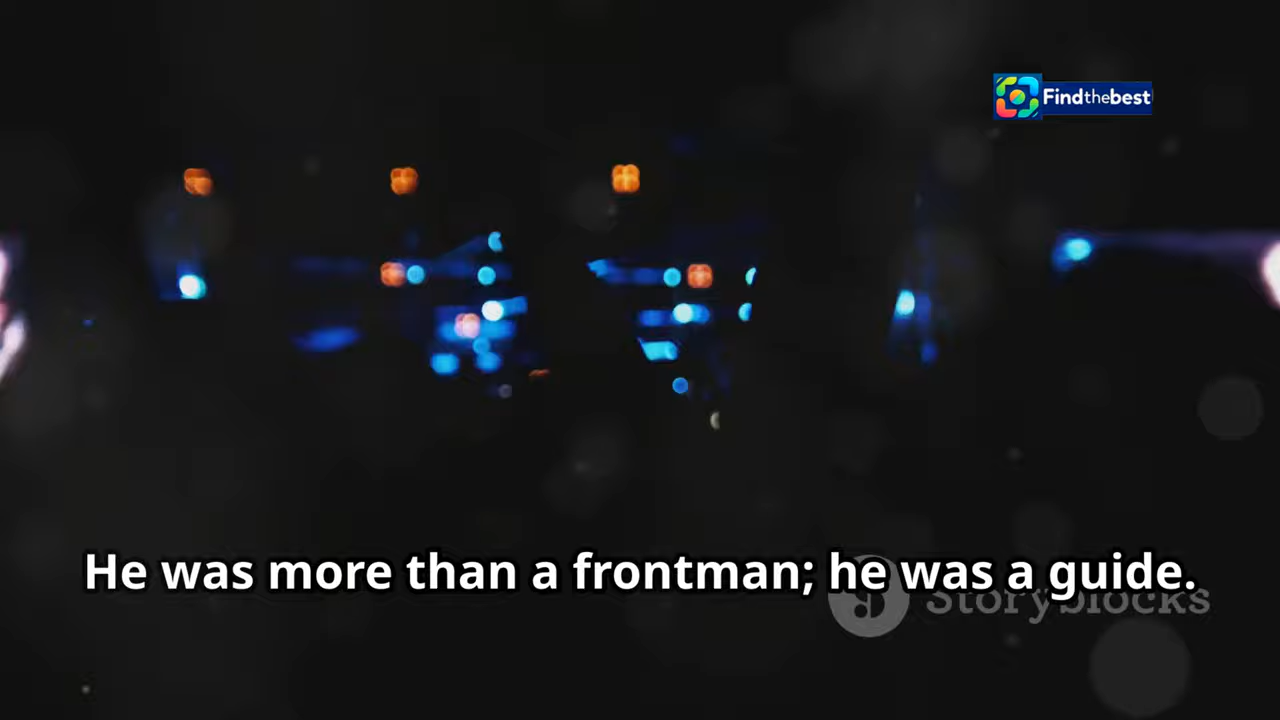 Findthebest
He was more than a frontman; he was a guide.
Storyblocks